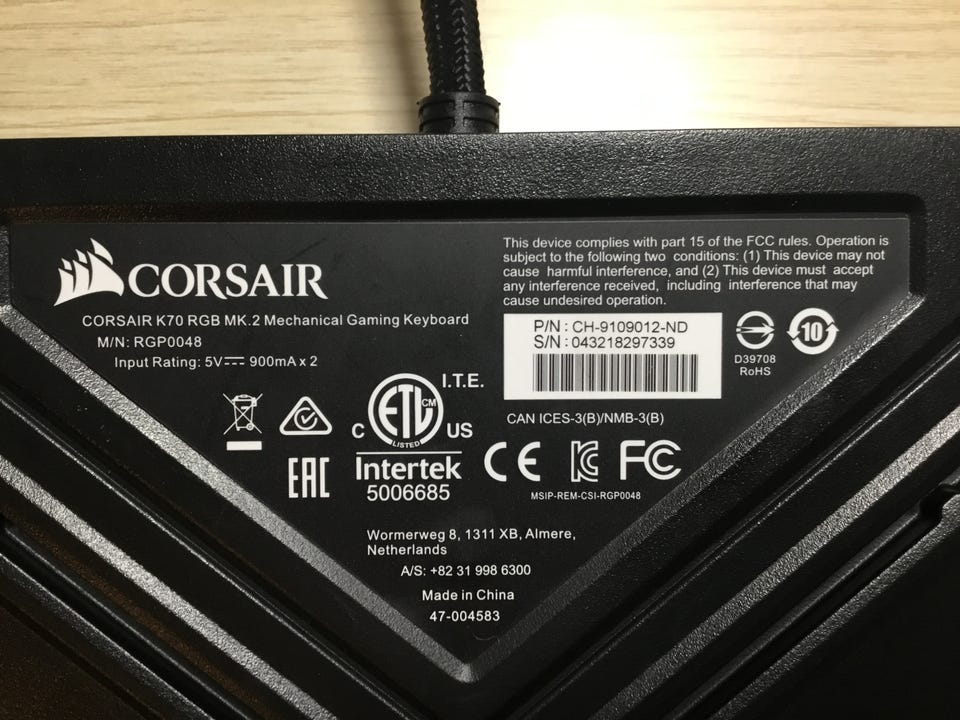 CORSAIR
CORSAIR K70 RGB MK.2 Mechanical Gaming Keyboard
M/N: RGP0048
Input Rating: 5V⎓ 900mA x 2
This device complies with part 15 of the FCC rules. Operation is
subject to the following two conditions: (1) This device may not
cause harmful interference, and (2) This device must accept
any interference received, including interference that may
cause undesired operation.
P/N : CH-9109012-ND
S/N : 043218297339
D39708
RoHS
10
I.T.E.
ETL CM
LISTED
C US
Intertek
5006685
EAC
CAN ICES-3(B)/NMB-3(B)
CE KC FC
MSIP-REM-CSI-RGP0048
Wormerweg 8, 1311 XB, Almere,
Netherlands
A/S: +82 31 998 6300
Made in China
47-004583